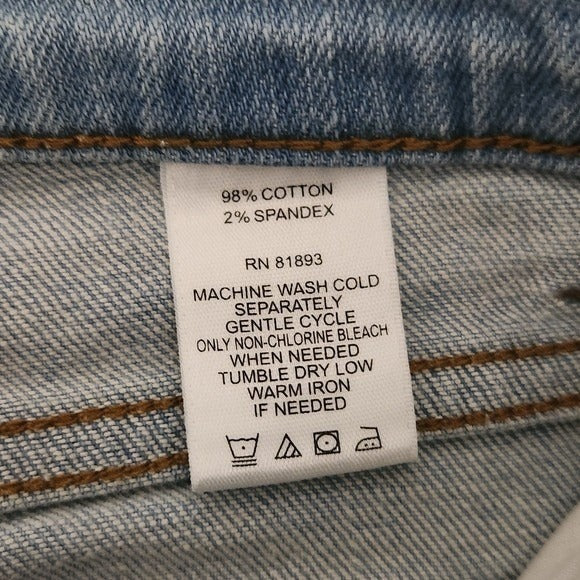 98% COTTON
2% SPANDEX
RN 81893
MACHINE WASH COLD
SEPARATELY
GENTLE CYCLE
ONLY NON-CHLORINE BLEACH
WHEN NEEDED
TUMBLE DRY LOW
WARM IRON
IF NEEDED